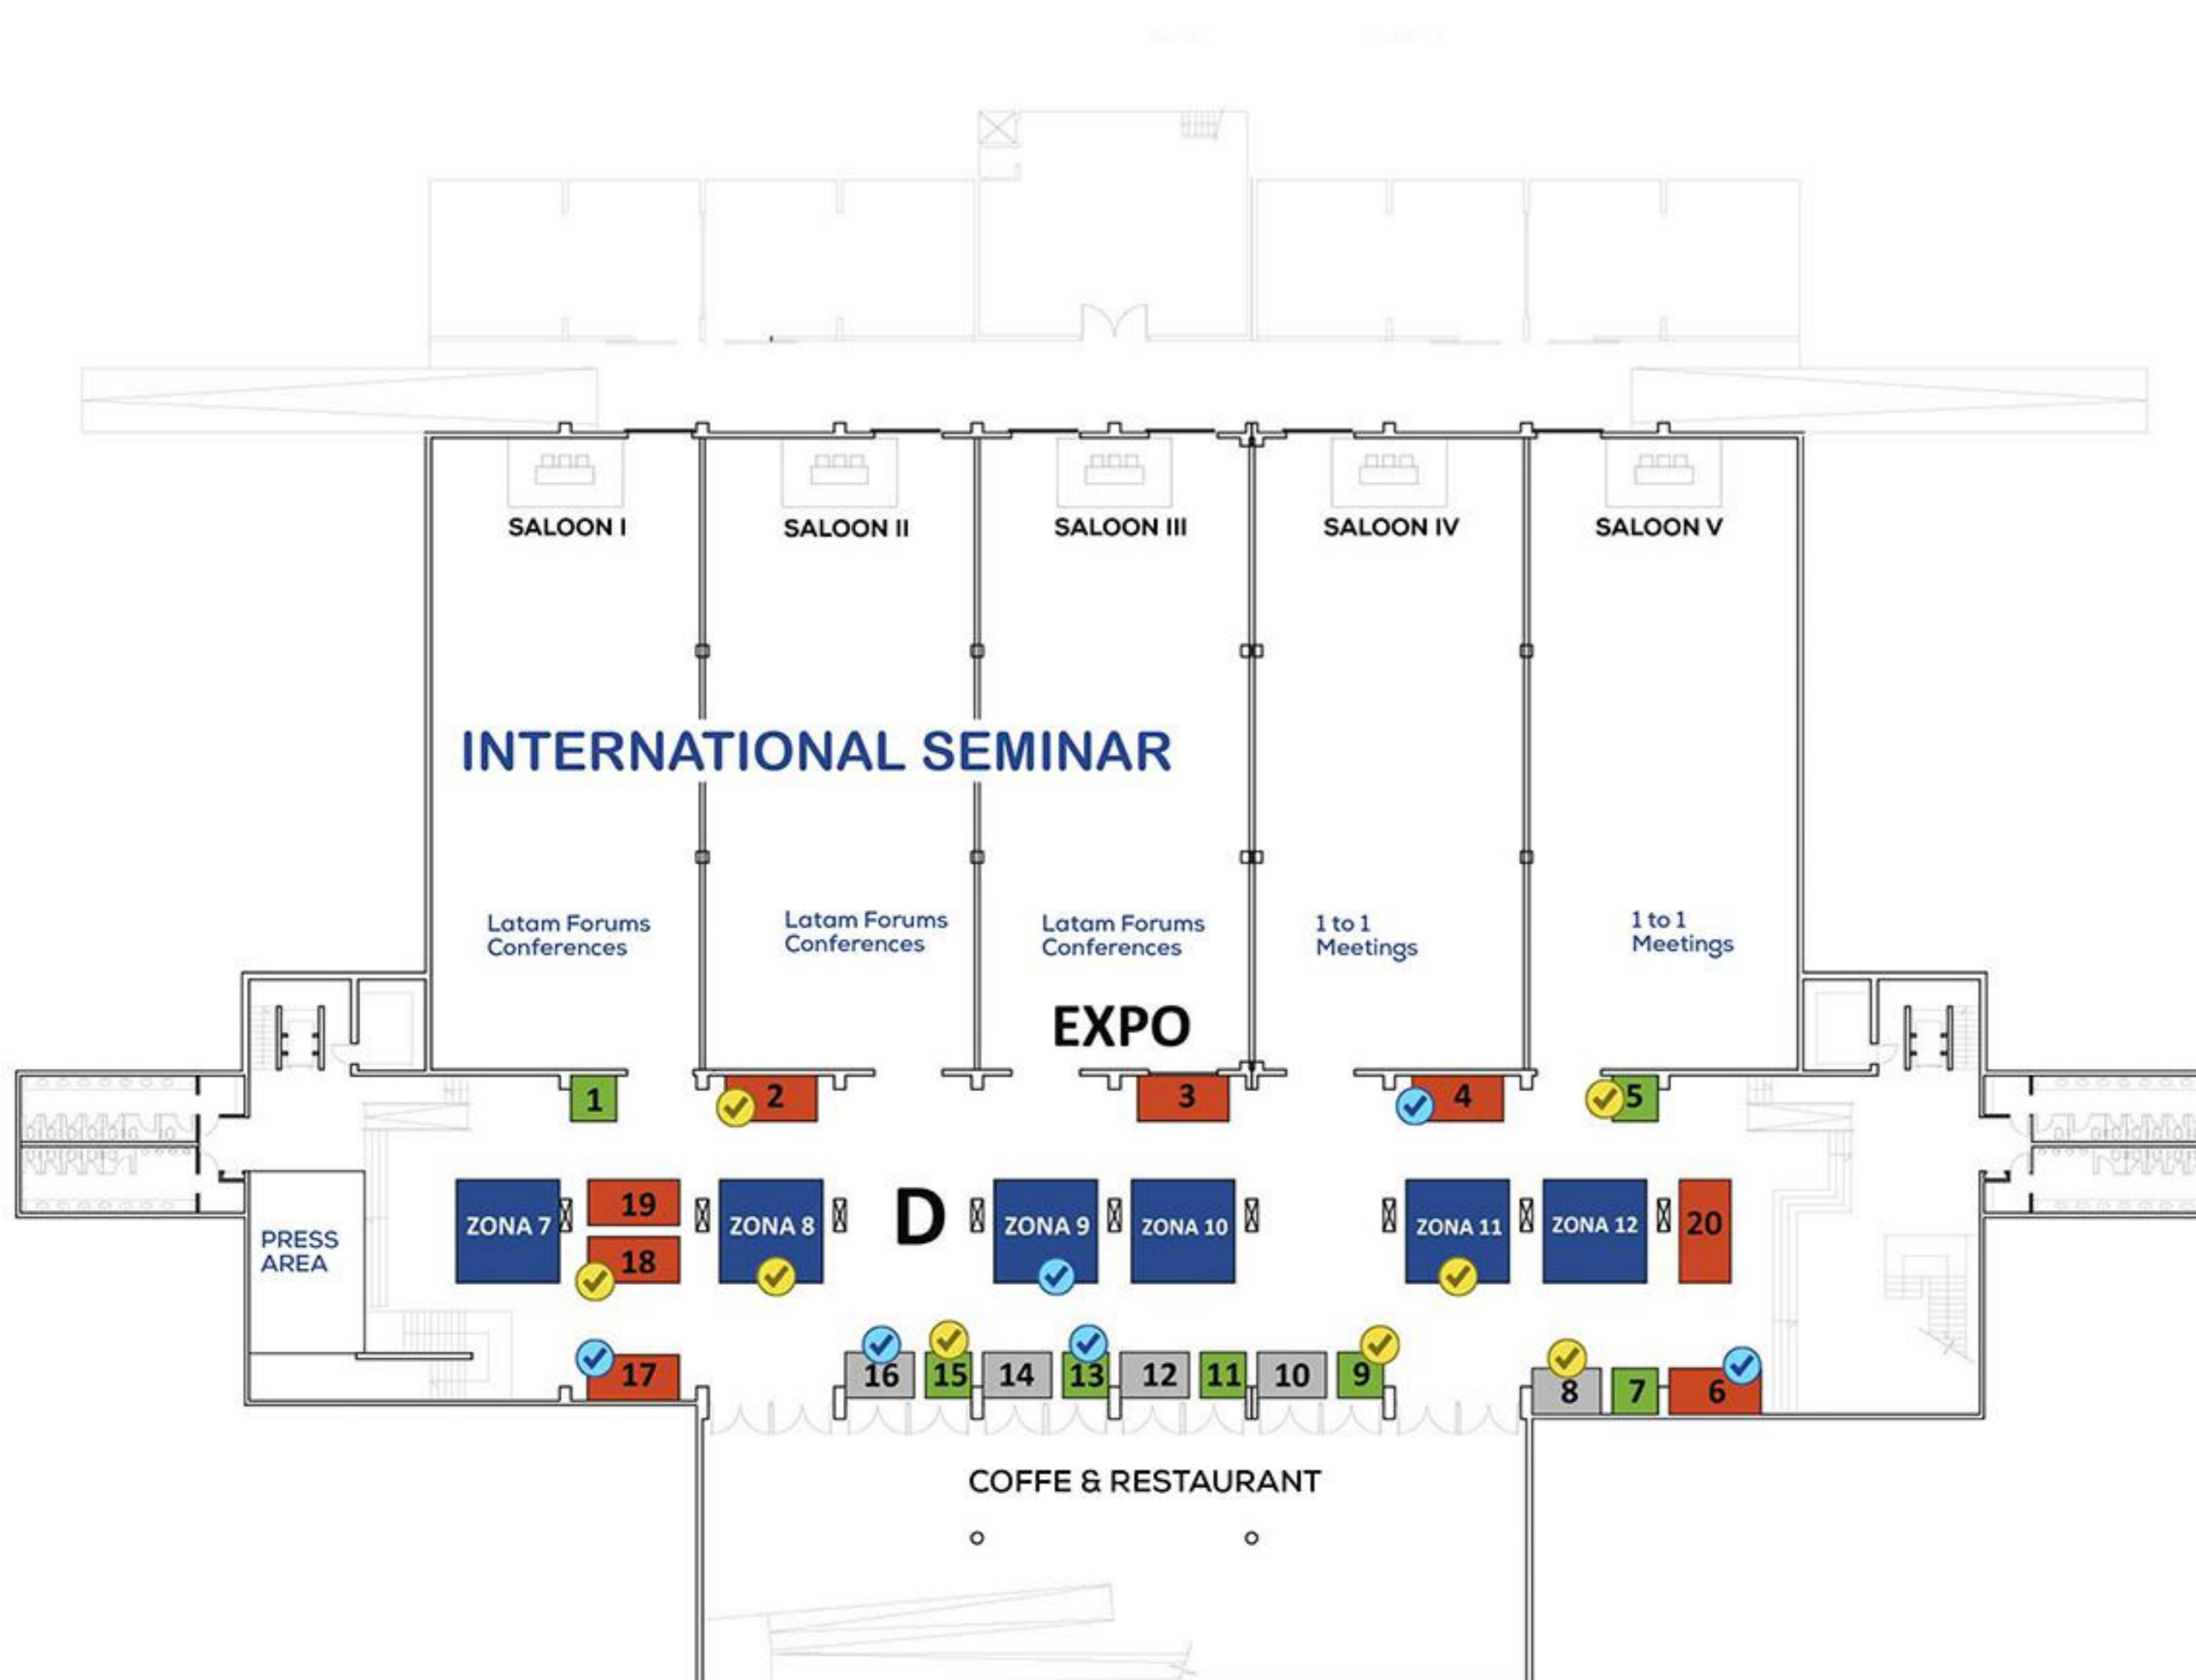 SALOON I
SALOON II
SALOON III
SALOON IV
SALOON V
INTERNATIONAL SEMINAR
Latam Forums
Conferences
Latam Forums
Conferences
Latam Forums
Conferences
1 to 1
Meetings
1 to 1
Meetings
EXPO
1
2
3
4
5
PRESS
AREA
ZONA 7
19
18
ZONA 8
D
ZONA 9
ZONA 10
ZONA 11
ZONA 12
20
17
16
15
14
13
12
11
10
9
8
7
6
COFFE & RESTAURANT